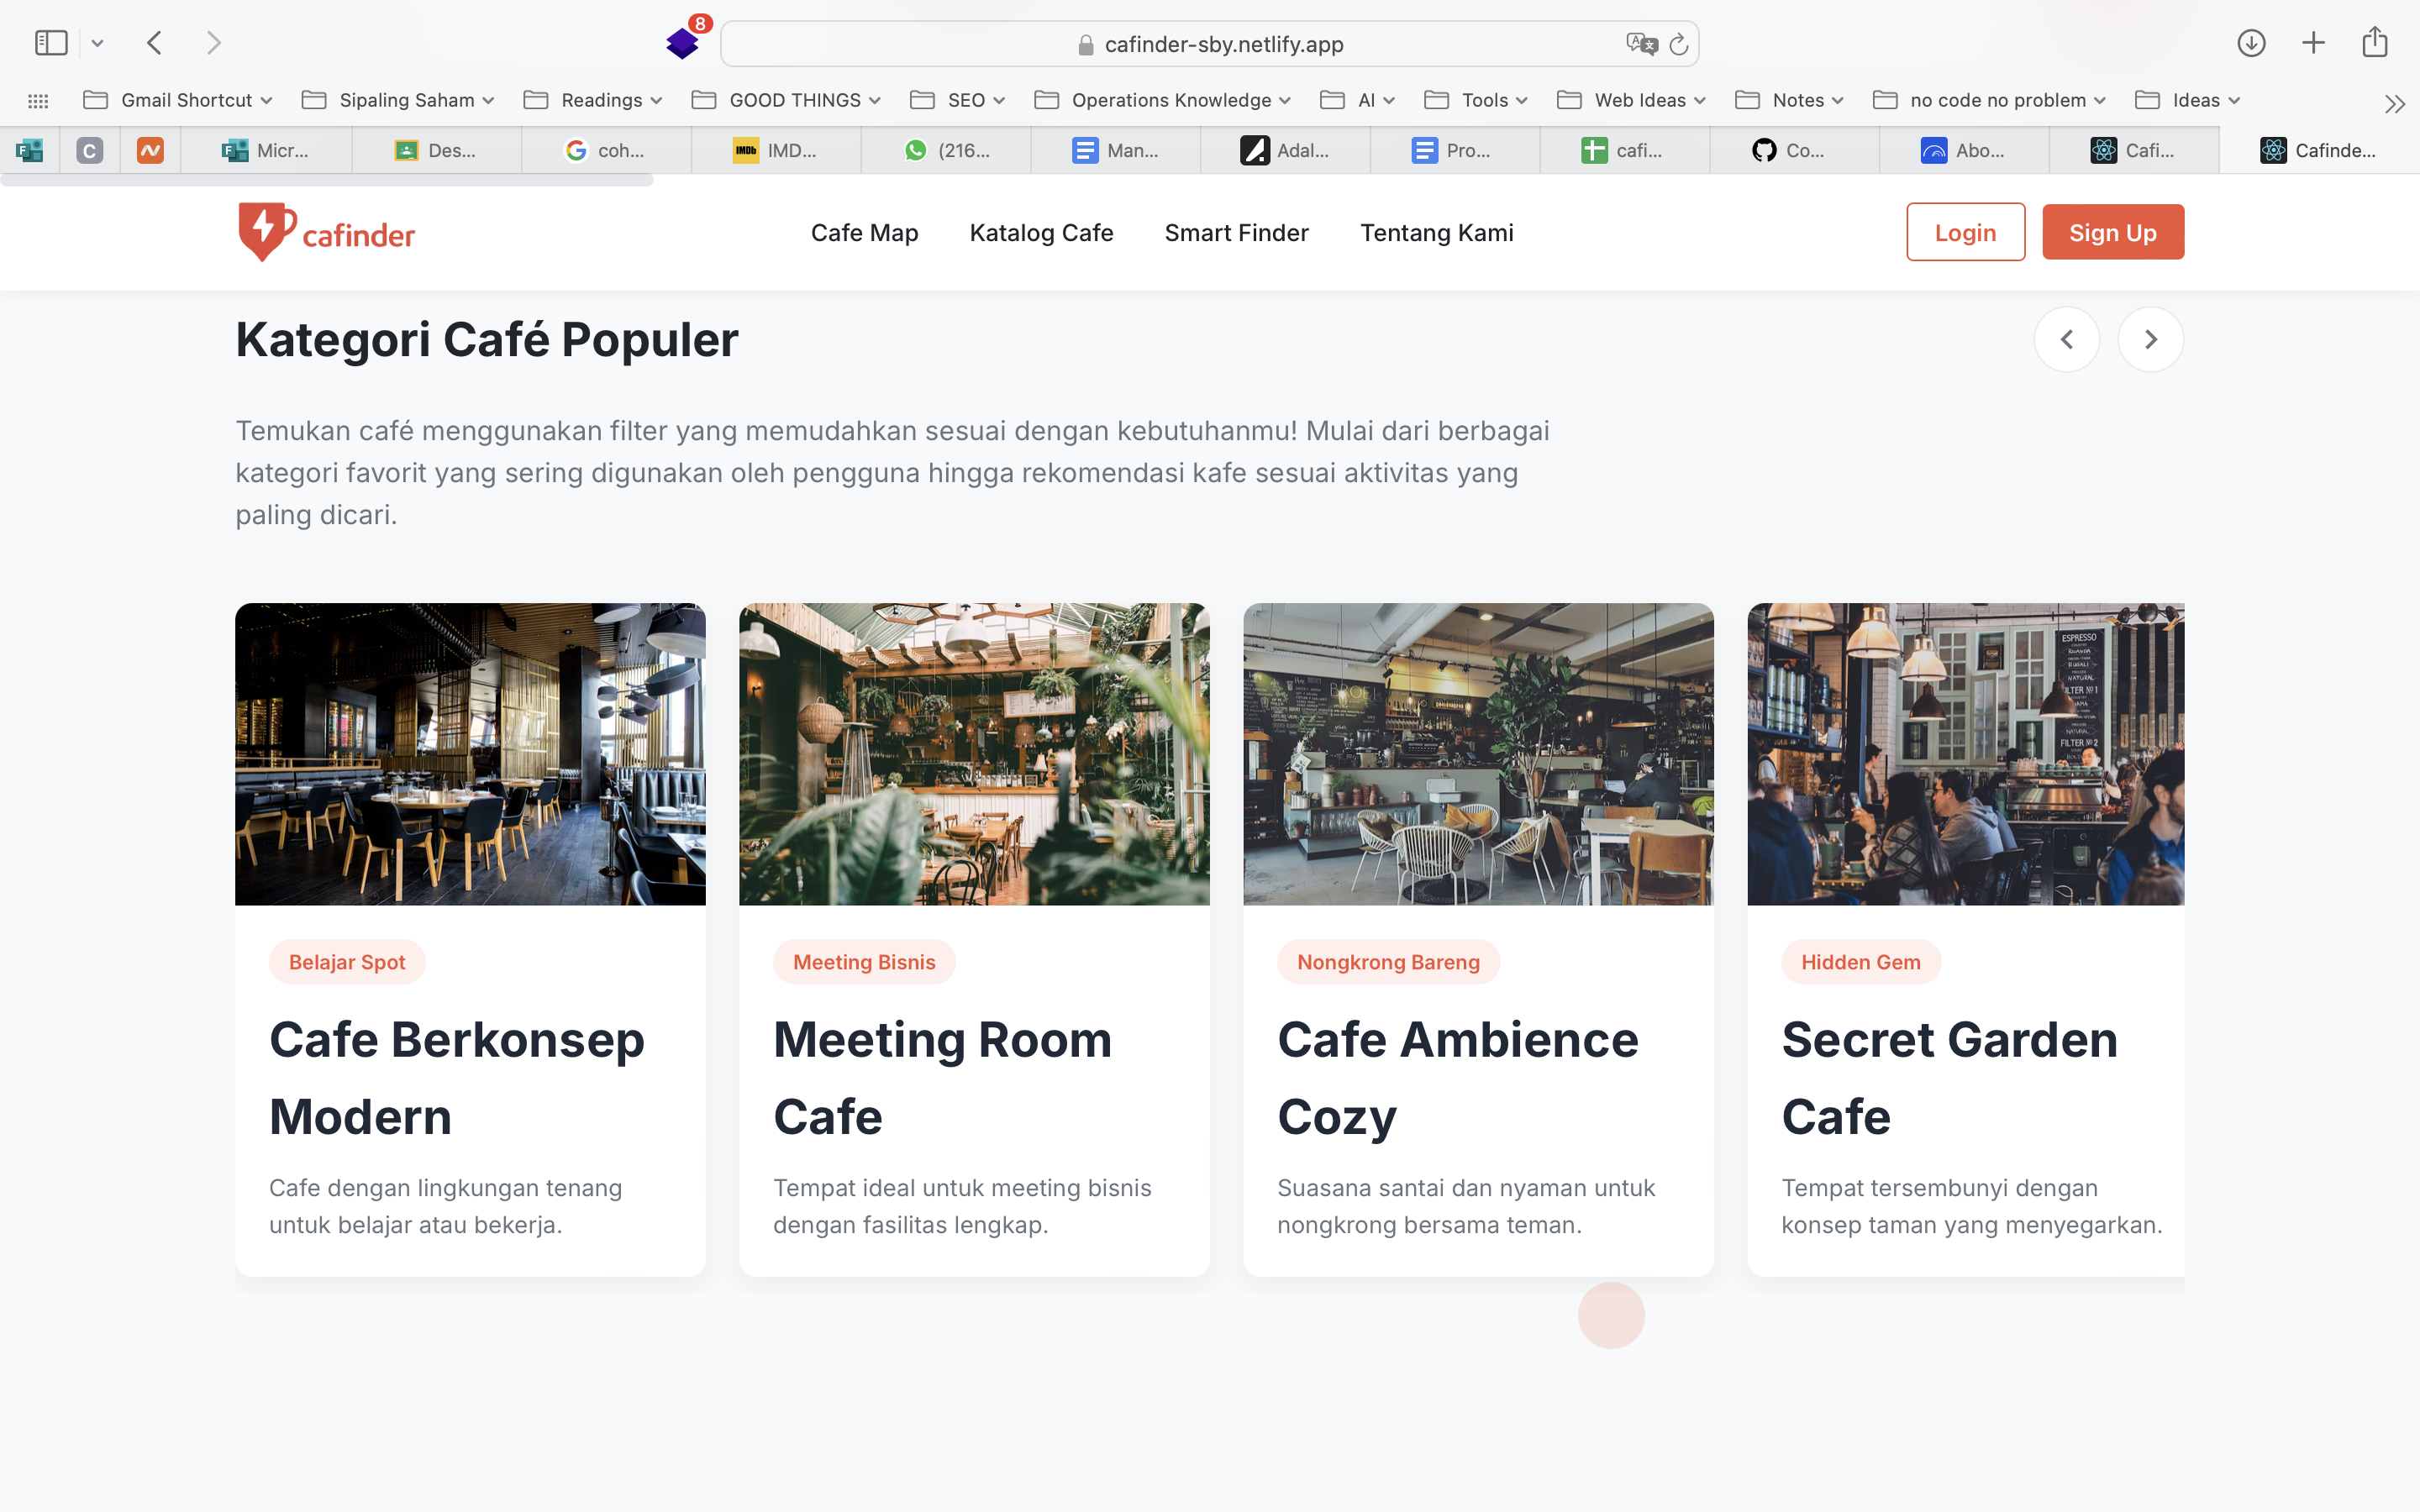 8
cafinder-sby.netlify.app
Gmail Shortcut
Sipaling Saham
Readings
GOOD THINGS
SEO
Operations Knowledge
AI
Tools
Web Ideas
Notes
no code no problem
Ideas
C
Micr...
Des...
coh...
IMDb
IMD...
(216...
Man...
Adal...
Pro...
cafi...
Co...
Abo...
Cafi...
Cafinde...
cafinder
Cafe Map
Katalog Cafe
Smart Finder
Tentang Kami
Login
Sign Up
Kategori Café Populer
Temukan café menggunakan filter yang memudahkan sesuai dengan kebutuhanmu! Mulai dari berbagai
kategori favorit yang sering digunakan oleh pengguna hingga rekomendasi kafe sesuai aktivitas yang
paling dicari.
ESPRESSO
NATURAL
FILTER №2
Belajar Spot
Cafe Berkonsep
Modern
Cafe dengan lingkungan tenang
untuk belajar atau bekerja.
Meeting Bisnis
Meeting Room
Cafe
Tempat ideal untuk meeting bisnis
dengan fasilitas lengkap.
Nongkrong Bareng
Cafe Ambience
Cozy
Suasana santai dan nyaman untuk
nongkrong bersama teman.
Hidden Gem
Secret Garden
Cafe
Tempat tersembunyi dengan
konsep taman yang menyegarkan.